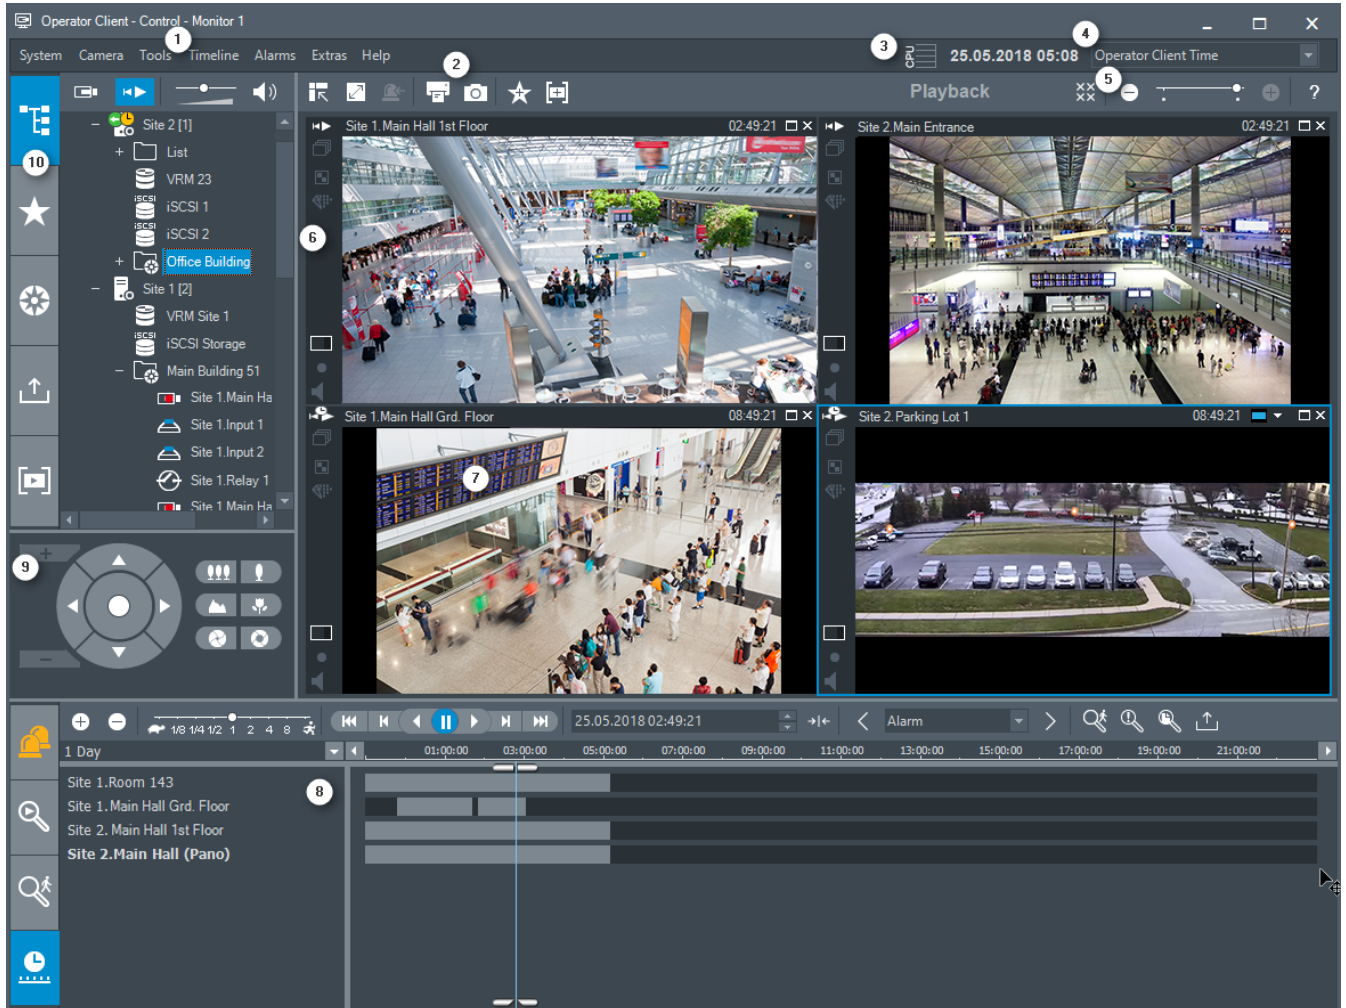 Operator Client - Control - Monitor 1
1
System Camera Tools Timeline Alarms Extras Help
2
3
CPU
25.05.2018 05:08
4
Operator Client Time
5
Playback
?
10
Site 2 [1]
List
VRM 23
iSCSI
iSCSI 1
iSCSI
iSCSI 2
Office Building
Site 1 [2]
VRM Site 1
iSCSI
iSCSI Storage
Main Building 51
Site 1.Main Ha
Site 1.Input 1
Site 1.Input 2
Site 1.Relay 1
Site 1 Main Ha
Site 1.Main Hall 1st Floor 02:49:21
Site 2.Main Entrance 02:49:21
6
Site 1.Main Hall Grd. Floor 08:49:21
Site 2.Parking Lot 1 08:49:21
7
9
1/8 1/4 1/2 1 2 4 8
25.05.2018 02:49:21
Alarm
1 Day
01:00:00 03:00:00 05:00:00 07:00:00 09:00:00 11:00:00 13:00:00 15:00:00 17:00:00 19:00:00 21:00:00
Site 1.Room 143
8
Site 1.Main Hall Grd. Floor
Site 2. Main Hall 1st Floor
Site 2.Main Hall (Pano)